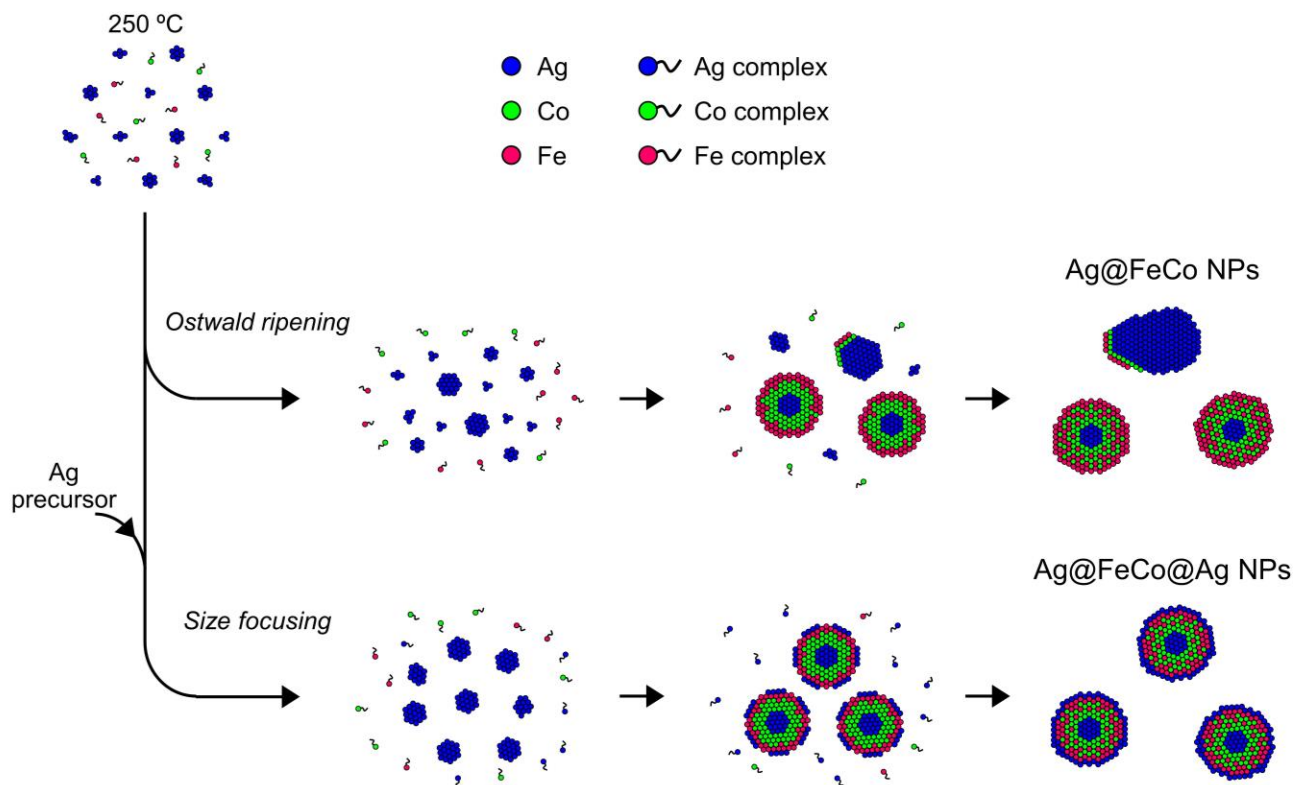 250 ºC
Ag
Ag complex
Co
Co complex
Fe
Fe complex
Ostwald ripening
Ag@FeCo NPs
Ag
precursor
Size focusing
Ag@FeCo@Ag NPs